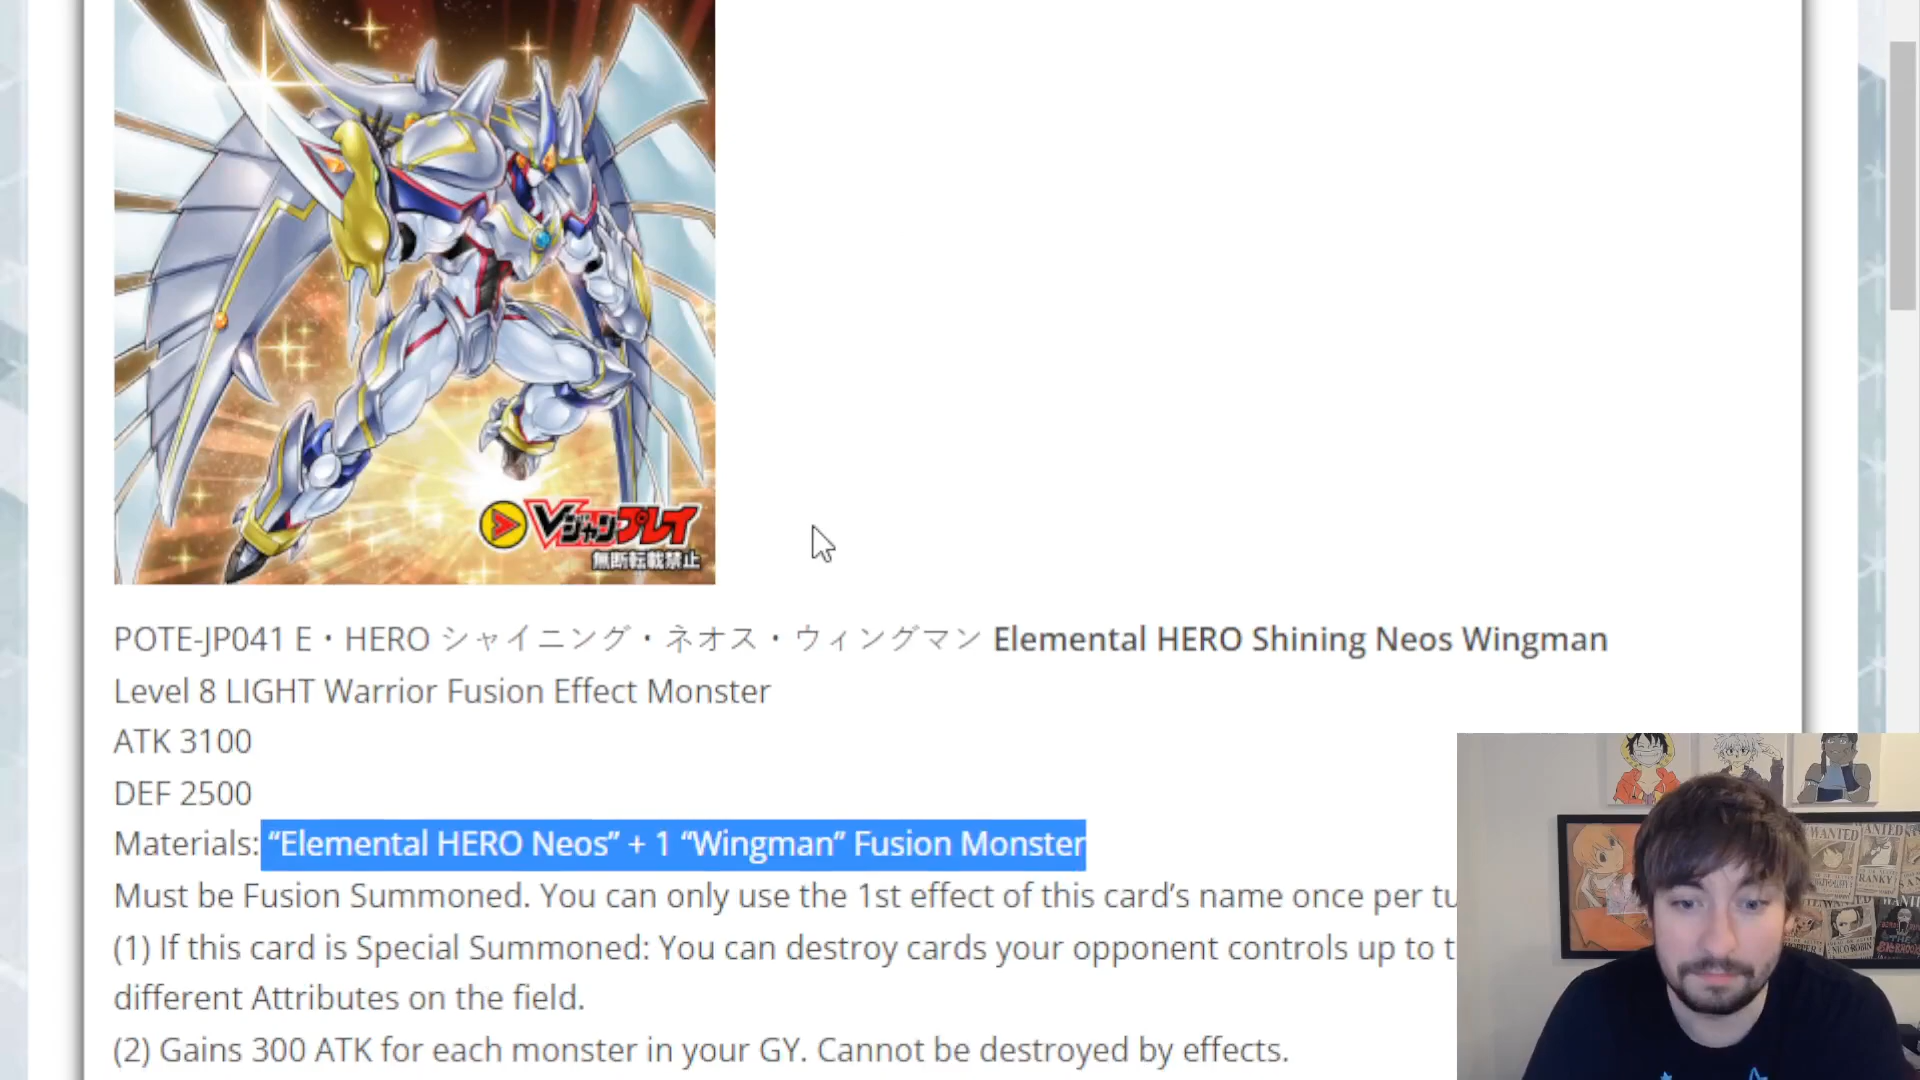 Vジャンプレイ
無断転載禁止
POTE-JP041 E・HERO シャイニング・ネオス・ウィングマン Elemental HERO Shining Neos Wingman
Level 8 LIGHT Warrior Fusion Effect Monster
ATK 3100
DEF 2500
Materials: “Elemental HERO Neos” + 1 “Wingman” Fusion Monster
Must be Fusion Summoned. You can only use the 1st effect of this card’s name once per tu
(1) If this card is Special Summoned: You can destroy cards your opponent controls up to t
different Attributes on the field.
(2) Gains 300 ATK for each monster in your GY. Cannot be destroyed by effects.
WANTED
NICO ROBIN